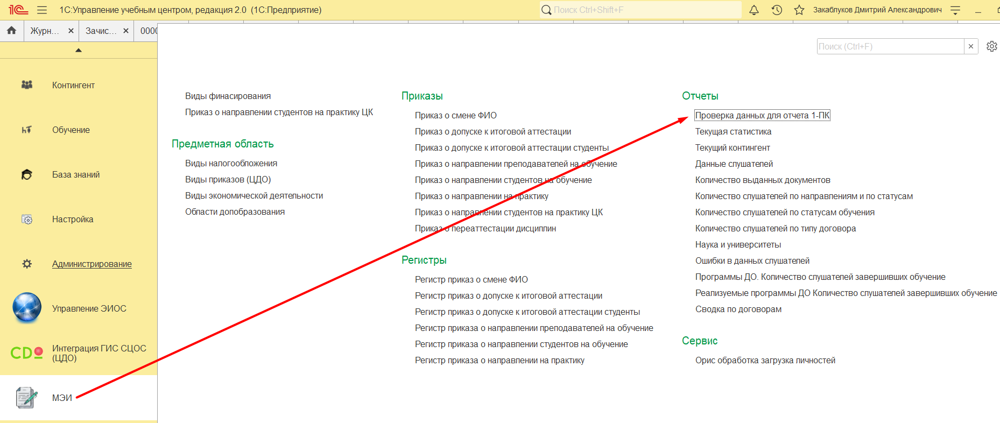 1С:Управление учебным центром, редакция 2.0 (1С:Предприятие)
Поиск Ctrl+Shift+F
Закаблуков Дмитрий Александрович
Журн...
Зачис...
0000
Поиск (Ctrl+F)
Контингент
Обучение
База знаний
Настройка
Администрирование
Управление ЭИОС
CDO
Интеграция ГИС СЦОС
(ЦДО)
МЭИ
Виды финасирования
Приказ о направлении студентов на практику ЦК
Предметная область
Виды налогообложения
Виды приказов (ЦДО)
Виды экономической деятельности
Области допобразования
Приказы
Приказ о смене ФИО
Приказ о допуске к итоговой аттестации
Приказ о допуске к итоговой аттестации студенты
Приказ о направлении преподавателей на обучение
Приказ о направлении студентов на обучение
Приказ о направлении на практику
Приказ о направлении студентов на практику ЦК
Приказ о переаттестации дисциплин
Регистры
Регистр приказ о смене ФИО
Регистр приказ о допуске к итоговой аттестации
Регистр приказ о допуске к итоговой аттестации студенты
Регистр приказа о направлении преподавателей на обучение
Регистр приказа о направлении студентов на обучение
Регистр приказа о направлении на практику
Отчеты
Проверка данных для отчета 1-ПК
Текущая статистика
Текущий контингент
Данные слушателей
Количество выданных документов
Количество слушателей по направлениям и по статусам
Количество слушателей по статусам обучения
Количество слушателей по типу договора
Наука и университеты
Ошибки в данных слушателей
Программы ДО. Количество слушателей завершивших обучение
Реализуемые программы ДО Количество слушателей завершивших обучение
Сводка по договорам
Сервис
Орис обработка загрузка личностей